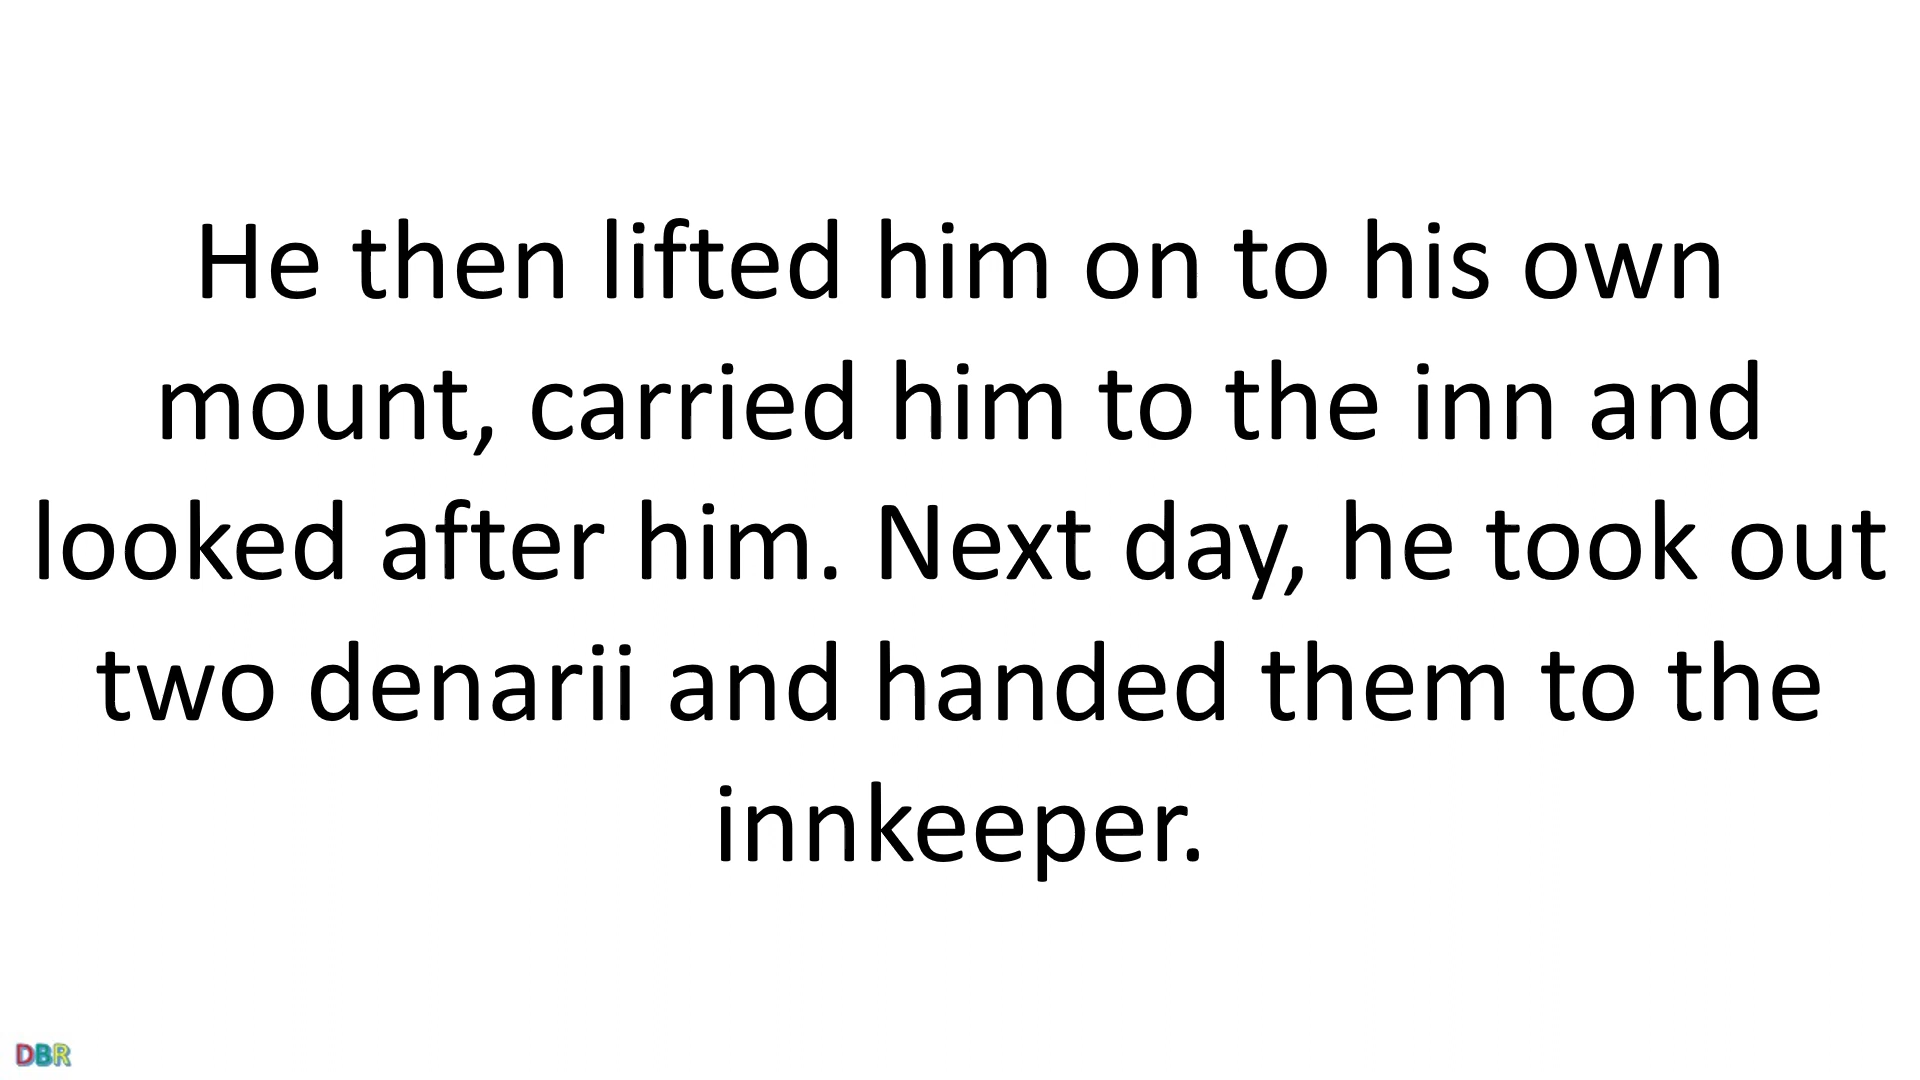 He then lifted him on to his own
mount, carried him to the inn and
looked after him. Next day, he took out
two denarii and handed them to the
innkeeper.
DBR